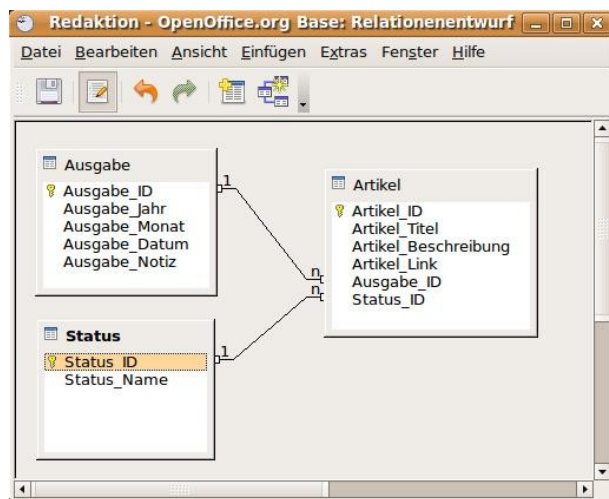 Redaktion - OpenOffice.org Base: Relationenentwurf
Datei Bearbeiten Ansicht Einfügen Extras Fenster Hilfe
Ausgabe
Ausgabe_ID
Ausgabe_Jahr
Ausgabe_Monat
Ausgabe_Datum
Ausgabe_Notiz
1
Artikel
Artikel_ID
Artikel_Titel
Artikel_Beschreibung
Artikel_Link
Ausgabe_ID
Status_ID
n
n
Status
Status_ID
Status_Name
1